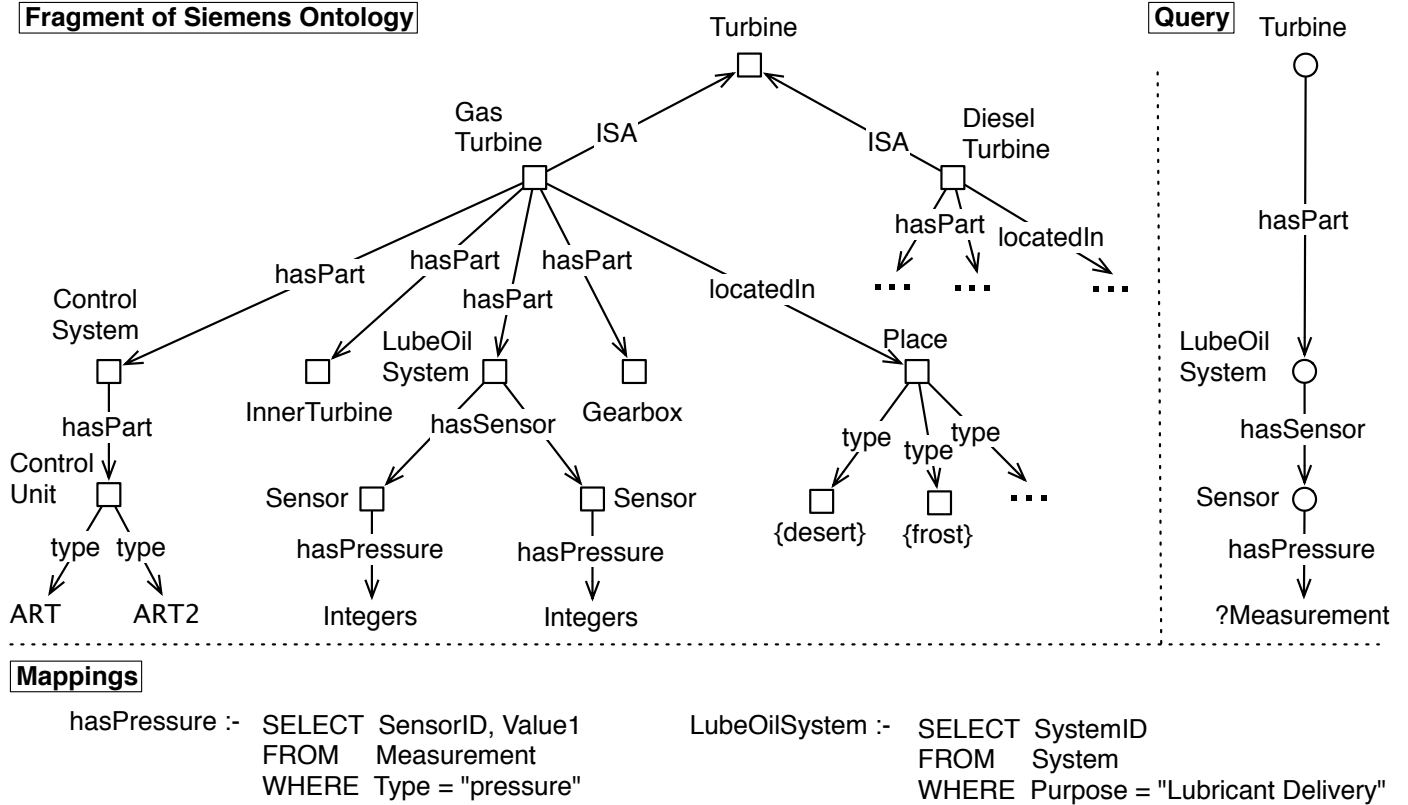 Fragment of Siemens Ontology
Turbine
Gas
Turbine
ISA
ISA
Diesel
Turbine
hasPart
hasPart
hasPart
hasPart
locatedIn
hasPart
locatedIn
...
...
...
Control
System
InnerTurbine
LubeOil
System
Gearbox
Place
hasPart
hasSensor
type
type
type
Control
Unit
Sensor
Sensor
{desert}
{frost}
...
type
type
hasPressure
hasPressure
ART
ART2
Integers
Integers
Query
Turbine
hasPart
LubeOil
System
hasSensor
Sensor
hasPressure
?Measurement
Mappings
hasPressure :- SELECT SensorID, Value1
FROM Measurement
WHERE Type = "pressure"
LubeOilSystem :- SELECT SystemID
FROM System
WHERE Purpose = "Lubricant Delivery"